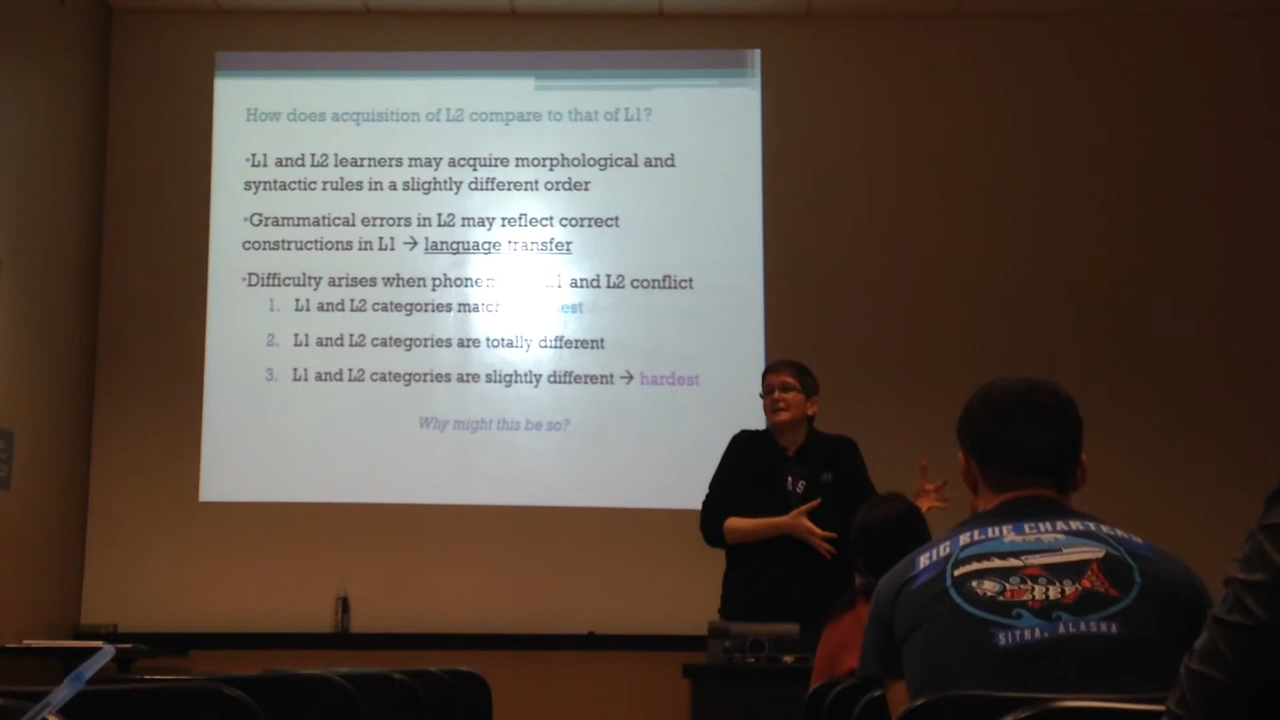 How does acquisition of L2 compare to that of L1?
•L1 and L2 learners may acquire morphological and
syntactic rules in a slightly different order
•Grammatical errors in L2 may reflect correct
constructions in L1 → language transfer
•Difficulty arises when L1 and L2 conflict
1. L1 and L2 categories
2. L1 and L2 categories are totally different
3. L1 and L2 categories are slightly different → hardest
Why might this be so?
BIG BLUE CHARTERS
SITKA, ALASKA